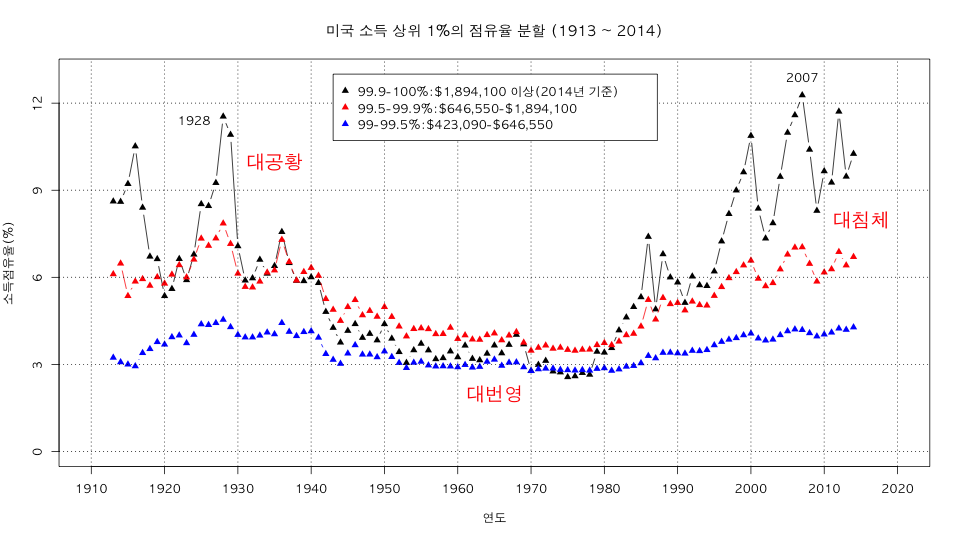 미국 소득 상위 1%의 점유율 분할 (1913 ~ 2014)
2007
99.9-100%:$1,894,100 이상(2014년 기준)
99.5-99.9%:$646,550-$1,894,100
99-99.5%:$423,090-$646,550
1928
대공황
대침체
대번영
소득점유율(%)
12
9
6
3
0
1910 1920 1930 1940 1950 1960 1970 1980 1990 2000 2010 2020
연도